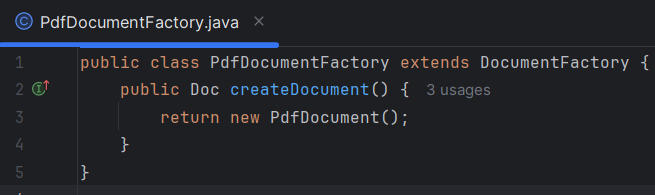 PdfDocumentFactory.java
1 public class PdfDocumentFactory extends DocumentFactory {
2 public Doc createDocument() { 3 usages
3 return new PdfDocument();
4 }
5 }